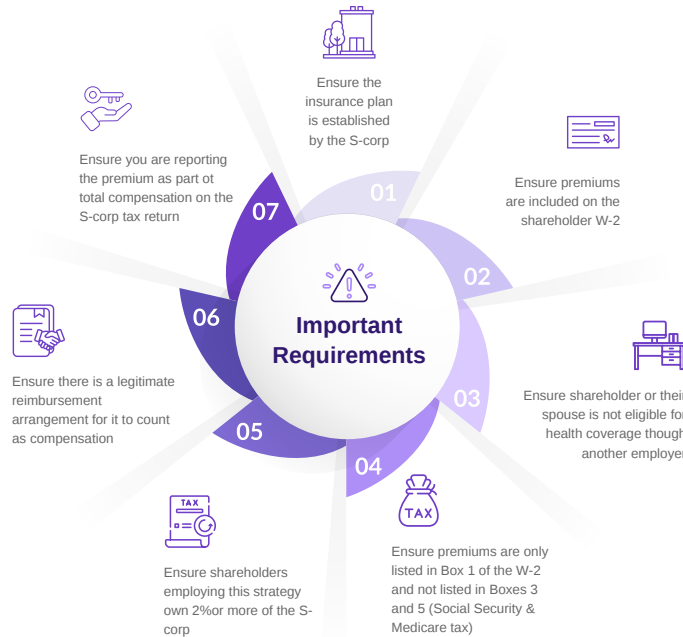 Important
Requirements
01
Ensure the
insurance plan
is established
by the S-corp
02
Ensure premiums
are included on the
shareholder W-2
03
Ensure shareholder or their
spouse is not eligible for
health coverage though
another employer
04
TAX
Ensure premiums are only
listed in Box 1 of the W-2
and not listed in Boxes 3
and 5 (Social Security &
Medicare tax)
05
TAX
Ensure shareholders
employing this strategy
own 2%or more of the S-
corp
06
Ensure there is a legitimate
reimbursement
arrangement for it to count
as compensation
07
Ensure you are reporting
the premium as part ot
total compensation on the
S-corp tax return